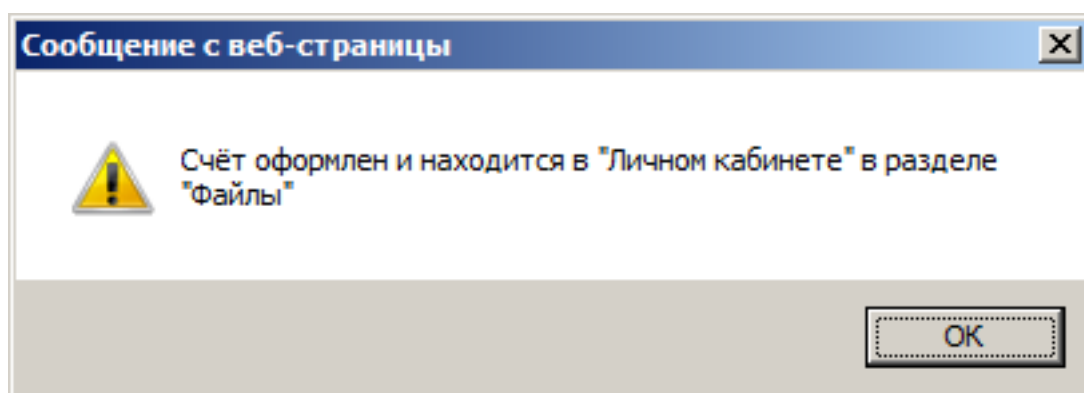 Сообщение с веб-страницы
Счёт оформлен и находится в "Личном кабинете" в разделе
"Файлы"
OK